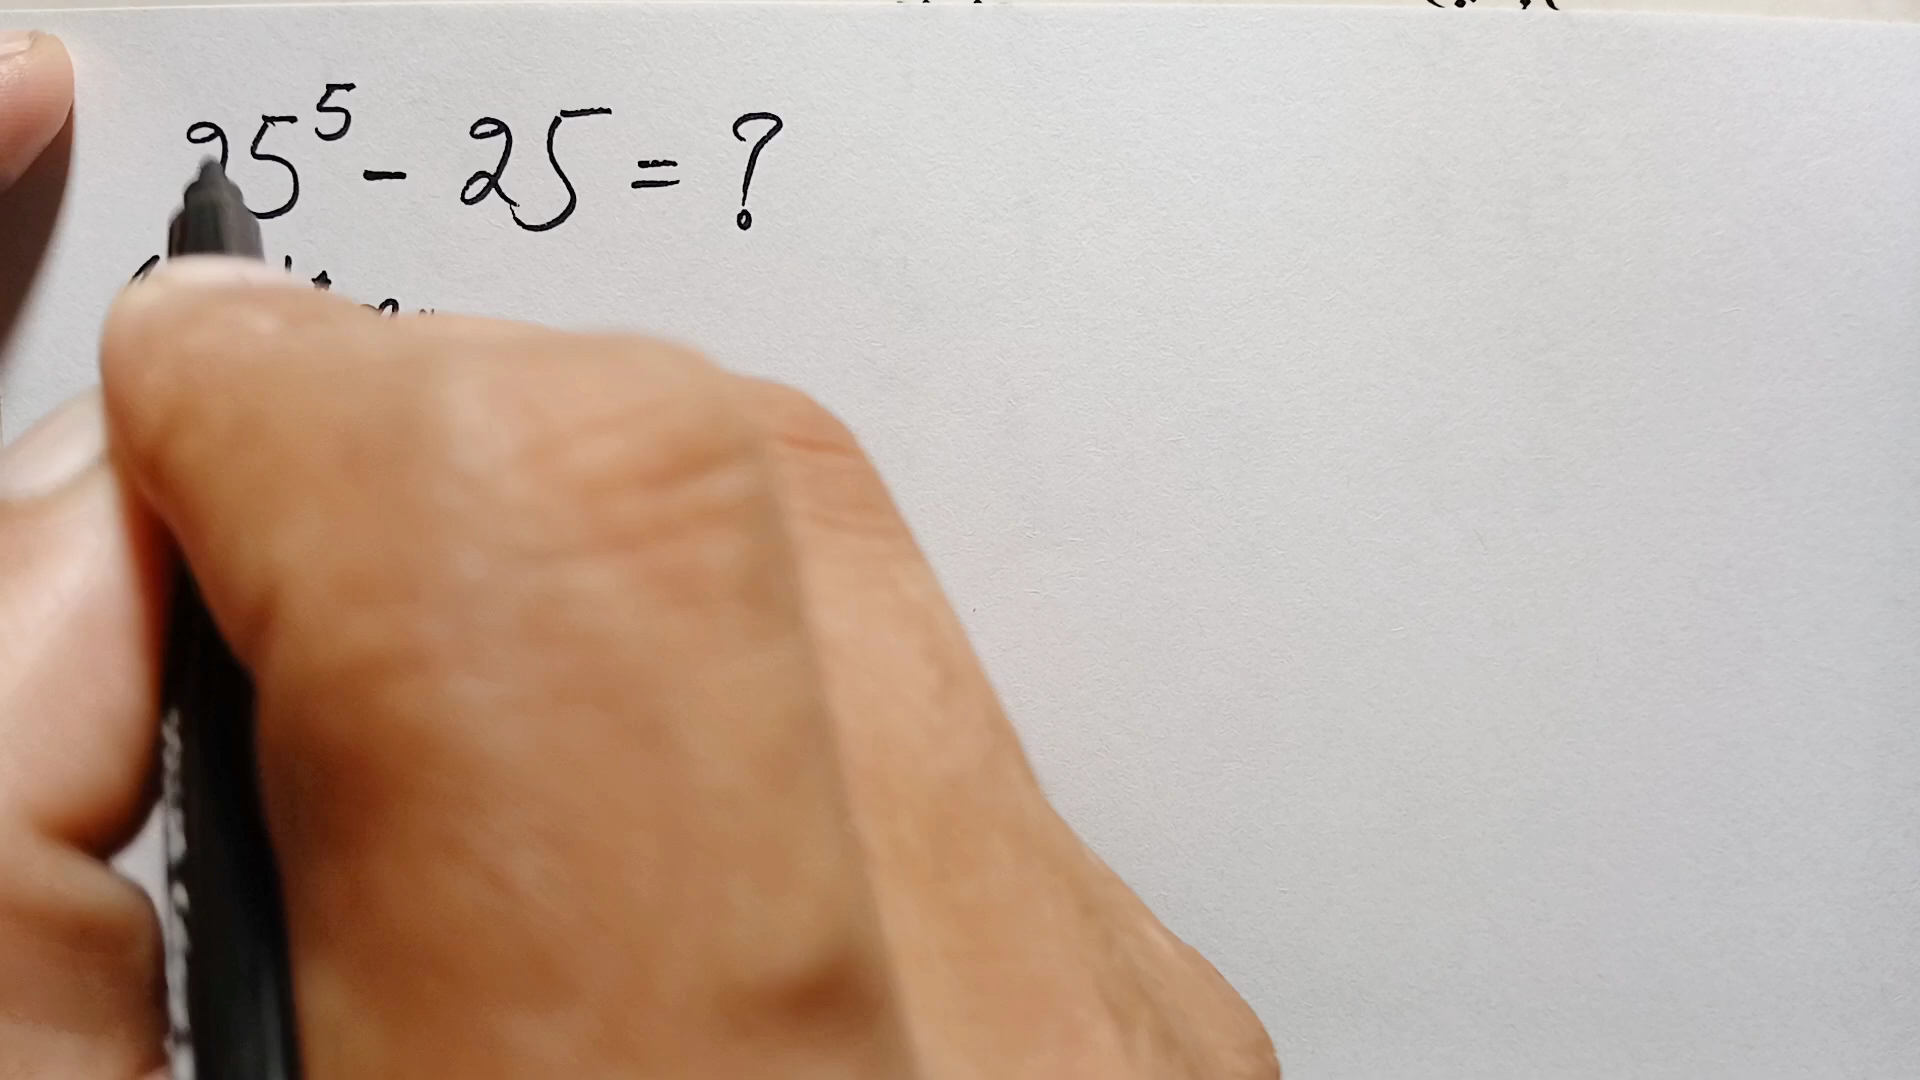 25⁵ - 25 = ?